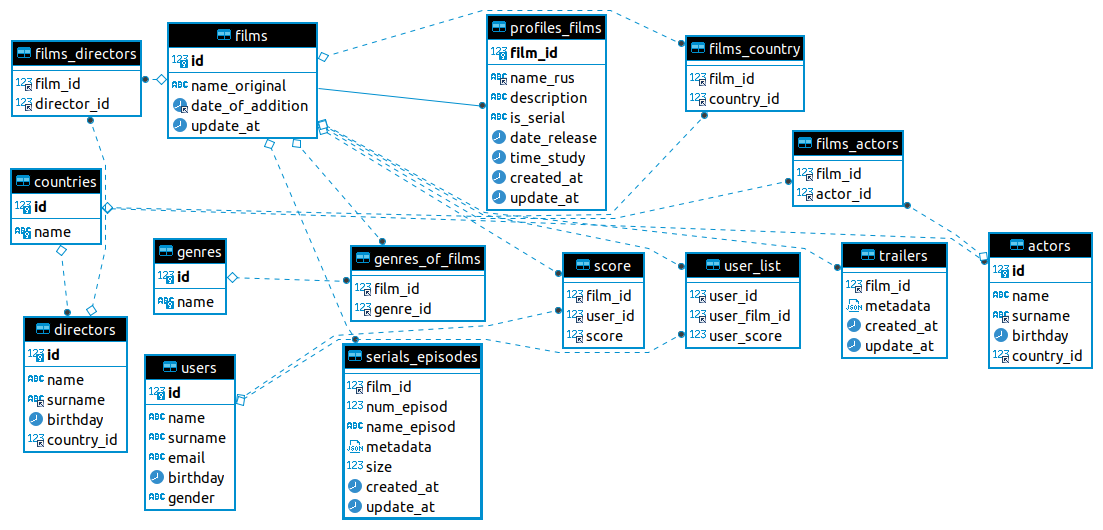 films_directors
film_id
director_id
films
id
name_original
date_of_addition
update_at
profiles_films
film_id
name_rus
description
is_serial
date_release
time_study
created_at
update_at
films_country
film_id
country_id
films_actors
film_id
actor_id
countries
id
name
genres
id
name
genres_of_films
film_id
genre_id
score
film_id
user_id
score
user_list
user_id
user_film_id
user_score
trailers
film_id
metadata
created_at
update_at
actors
id
name
surname
birthday
country_id
directors
id
name
surname
birthday
country_id
users
id
name
surname
email
birthday
gender
serials_episodes
film_id
num_episod
name_episod
metadata
size
created_at
update_at